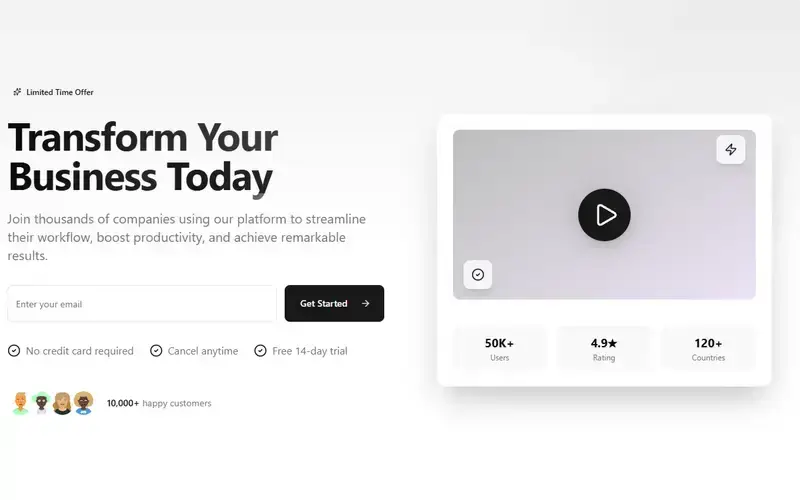 Limited Time Offer
Transform Your
Business Today
Join thousands of companies using our platform to streamline
their workflow, boost productivity, and achieve remarkable
results.
Enter your email
Get Started
No credit card required
Cancel anytime
Free 14-day trial
10,000+ happy customers
50K+
Users
4.9★
Rating
120+
Countries